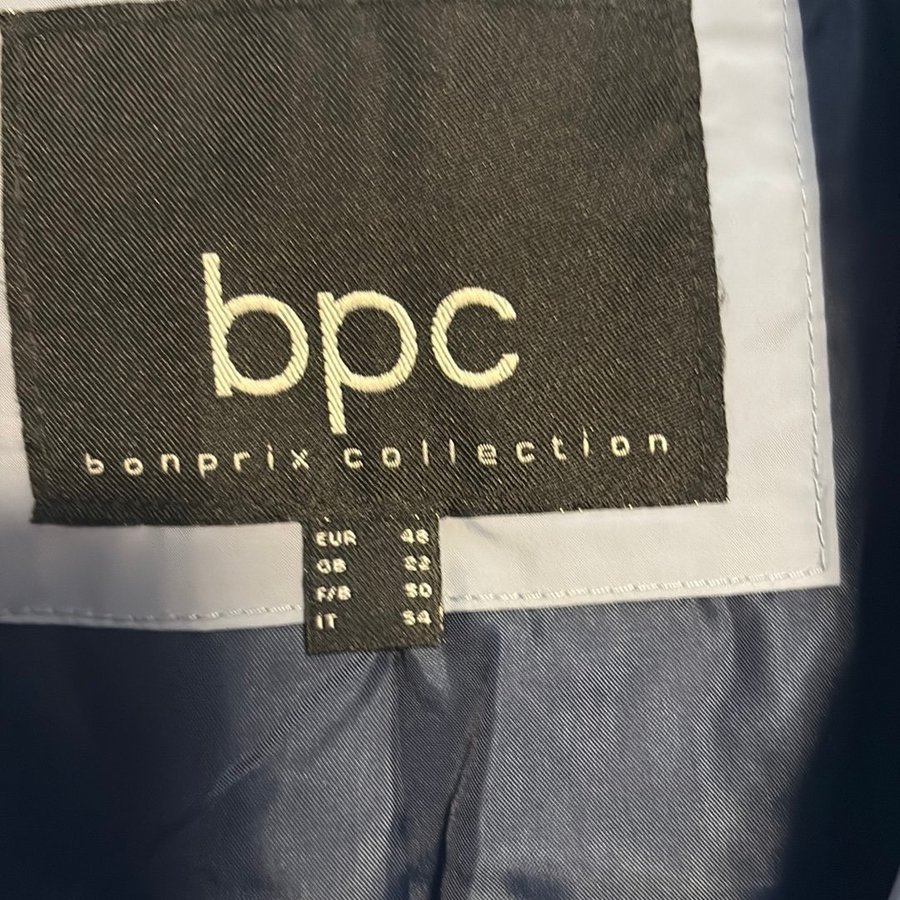 bpc
bonprix collection
EUR 48
GB 22
F/B 50
IT 54